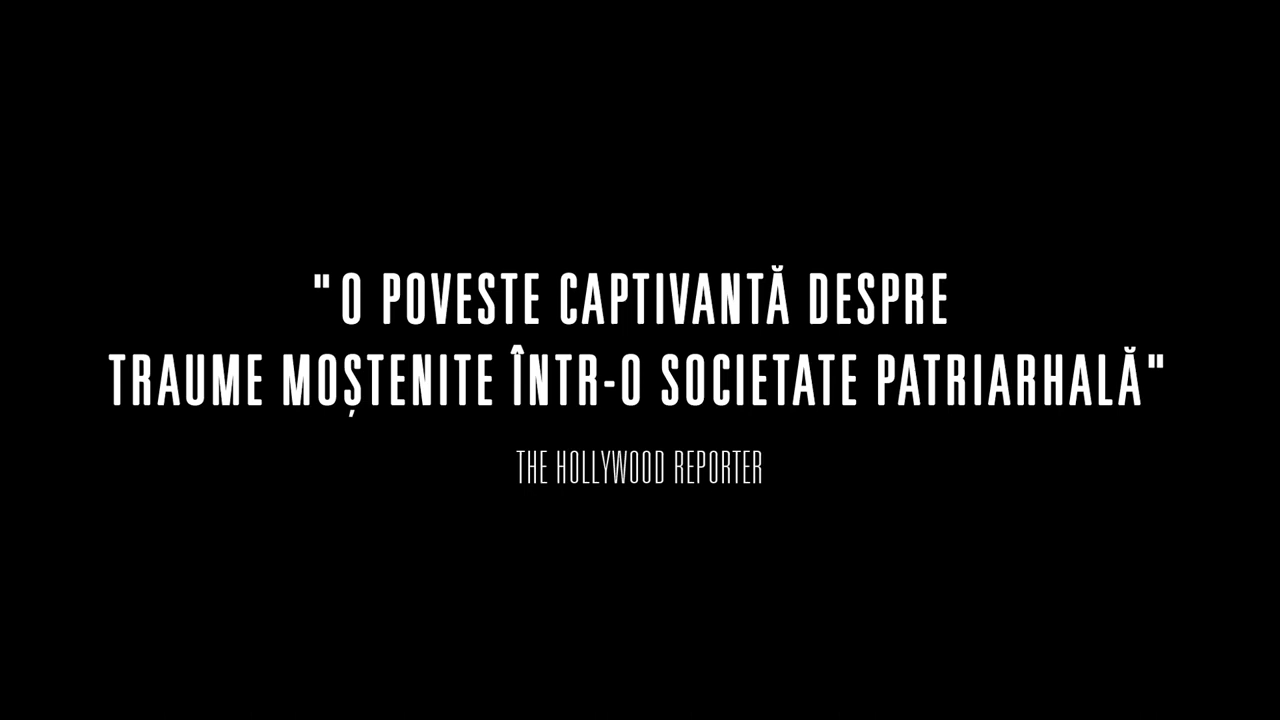 "O POVESTE CAPTIVANTĂ DESPRE
TRAUME MOȘTENITE ÎNTR-O SOCIETATE PATRIARHALĂ"
THE HOLLYWOOD REPORTER